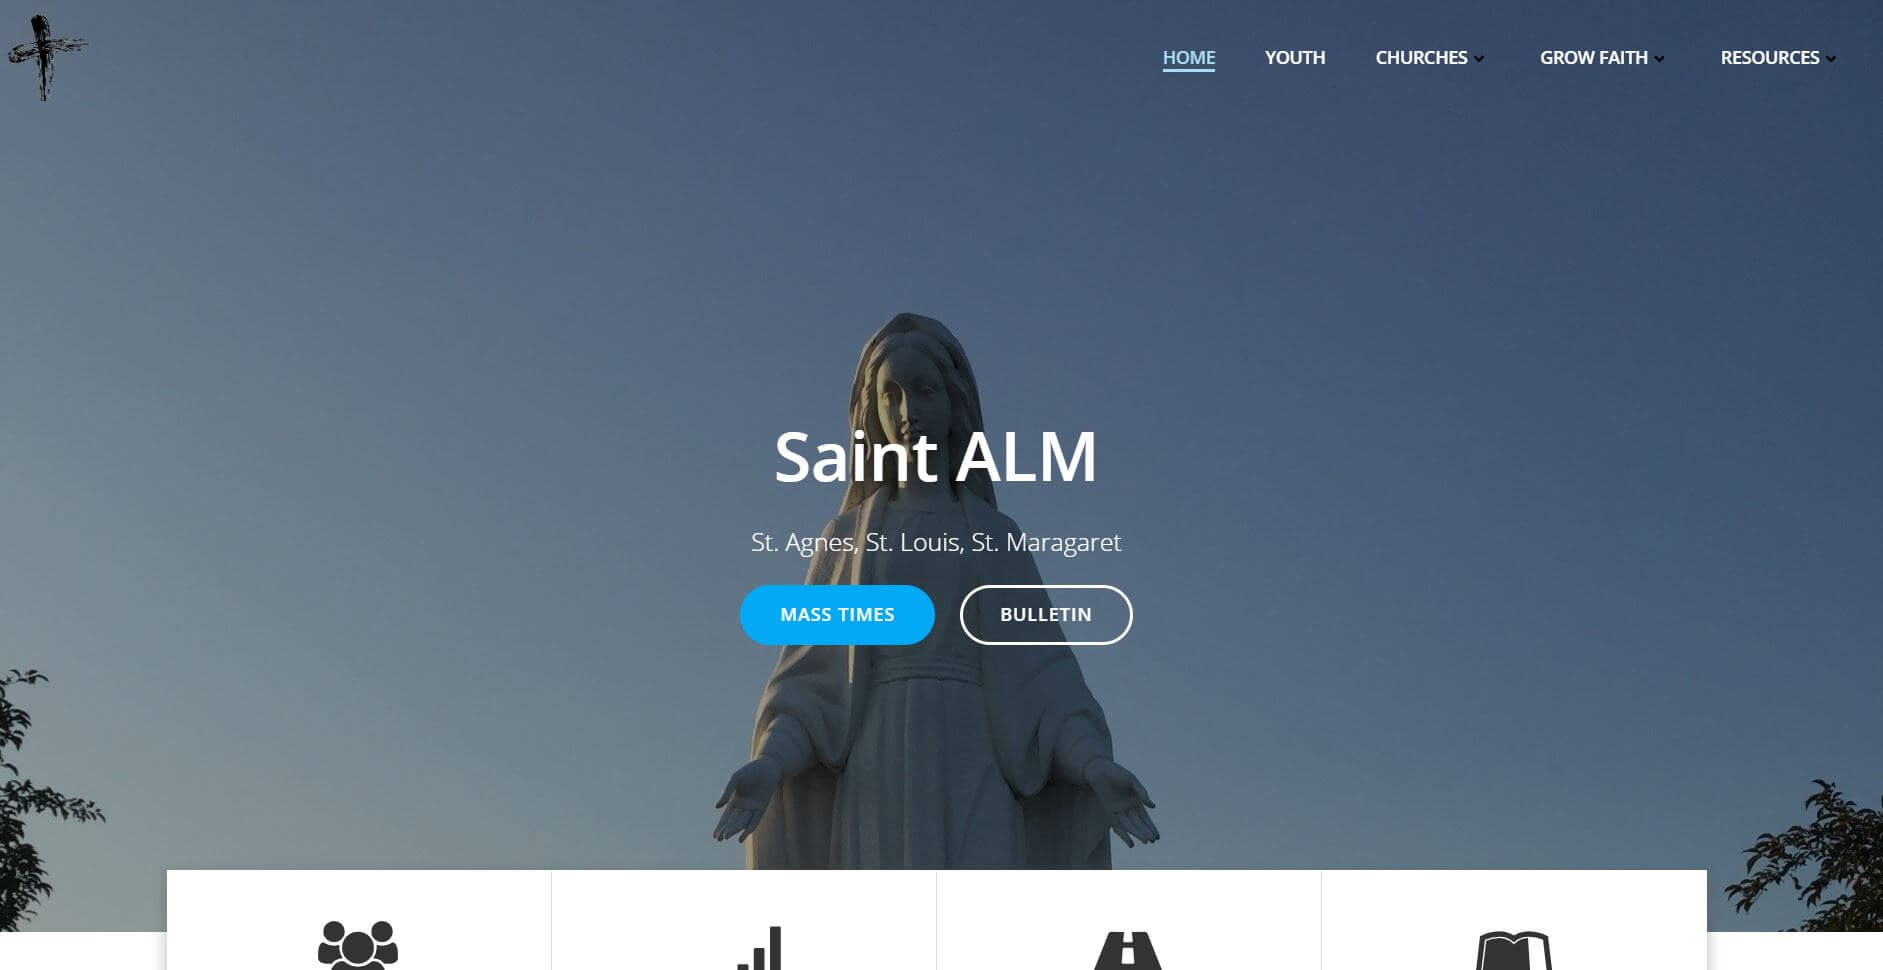 HOME YOUTH CHURCHES GROW FAITH RESOURCES
Saint ALM
St. Agnes, St. Louis, St. Maragaret
MASS TIMES BULLETIN